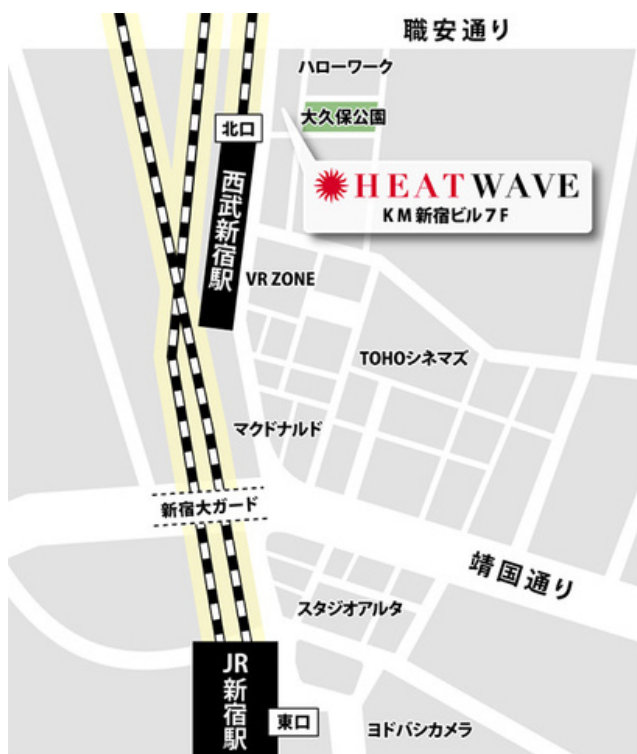 職安通り
ハローワーク
大久保公園
北口
HEAT WAVE
KM新宿ビル7F
西武新宿駅
VR ZONE
TOHOシネマズ
マクドナルド
新宿大ガード
靖国通り
スタジオアルタ
JR新宿駅
東口
ヨドバシカメラ